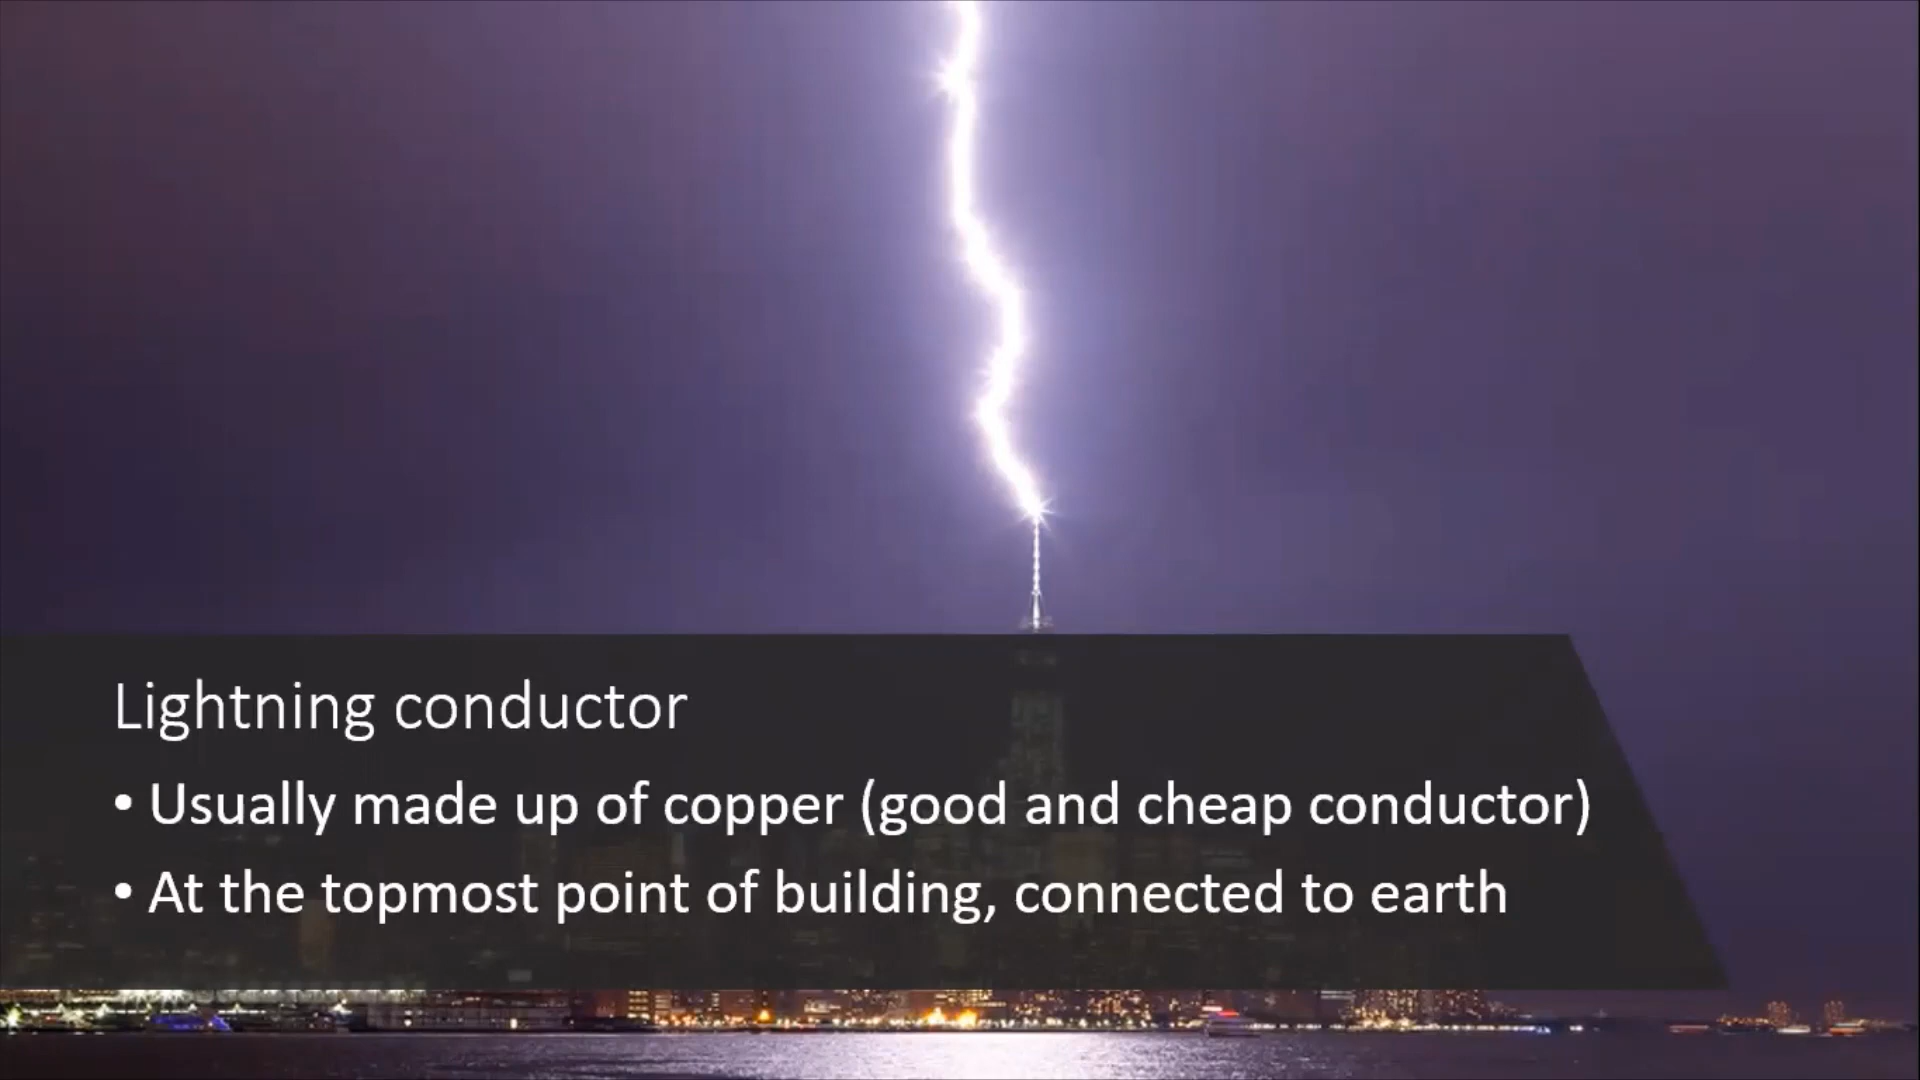 Lightning conductor
• Usually made up of copper (good and cheap conductor)
• At the topmost point of building, connected to earth